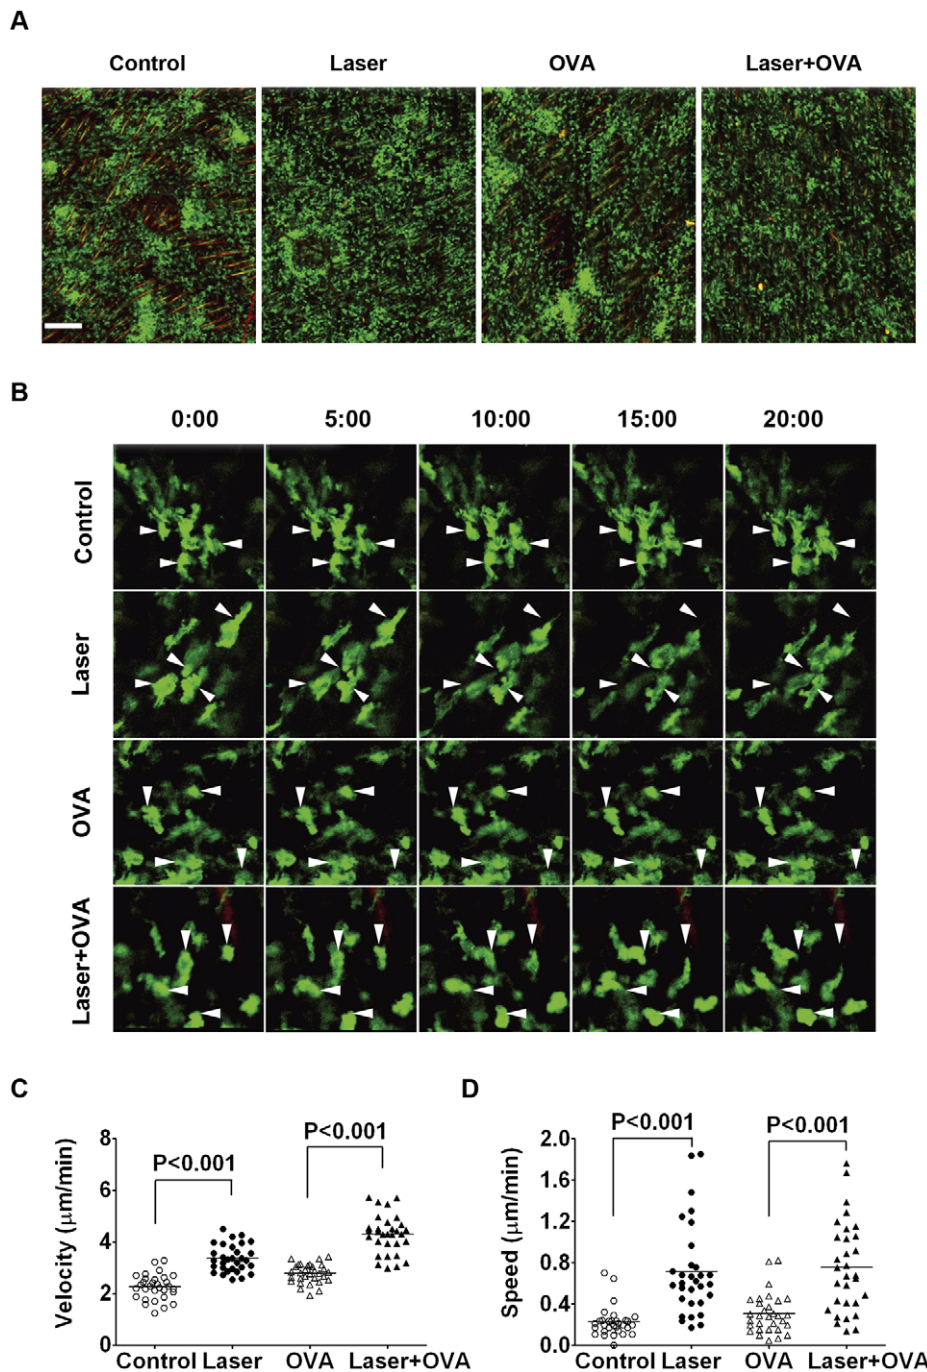 A
Control Laser OVA Laser+OVA
B
0:00 5:00 10:00 15:00 20:00
Control
Laser
OVA
Laser+OVA
C
Velocity (μm/min)
8
6
4
2
0
P<0.001
P<0.001
Control Laser OVA Laser+OVA
D
Speed (μm/min)
2.0
1.6
1.2
0.8
0.4
0
P<0.001
P<0.001
Control Laser OVA Laser+OVA